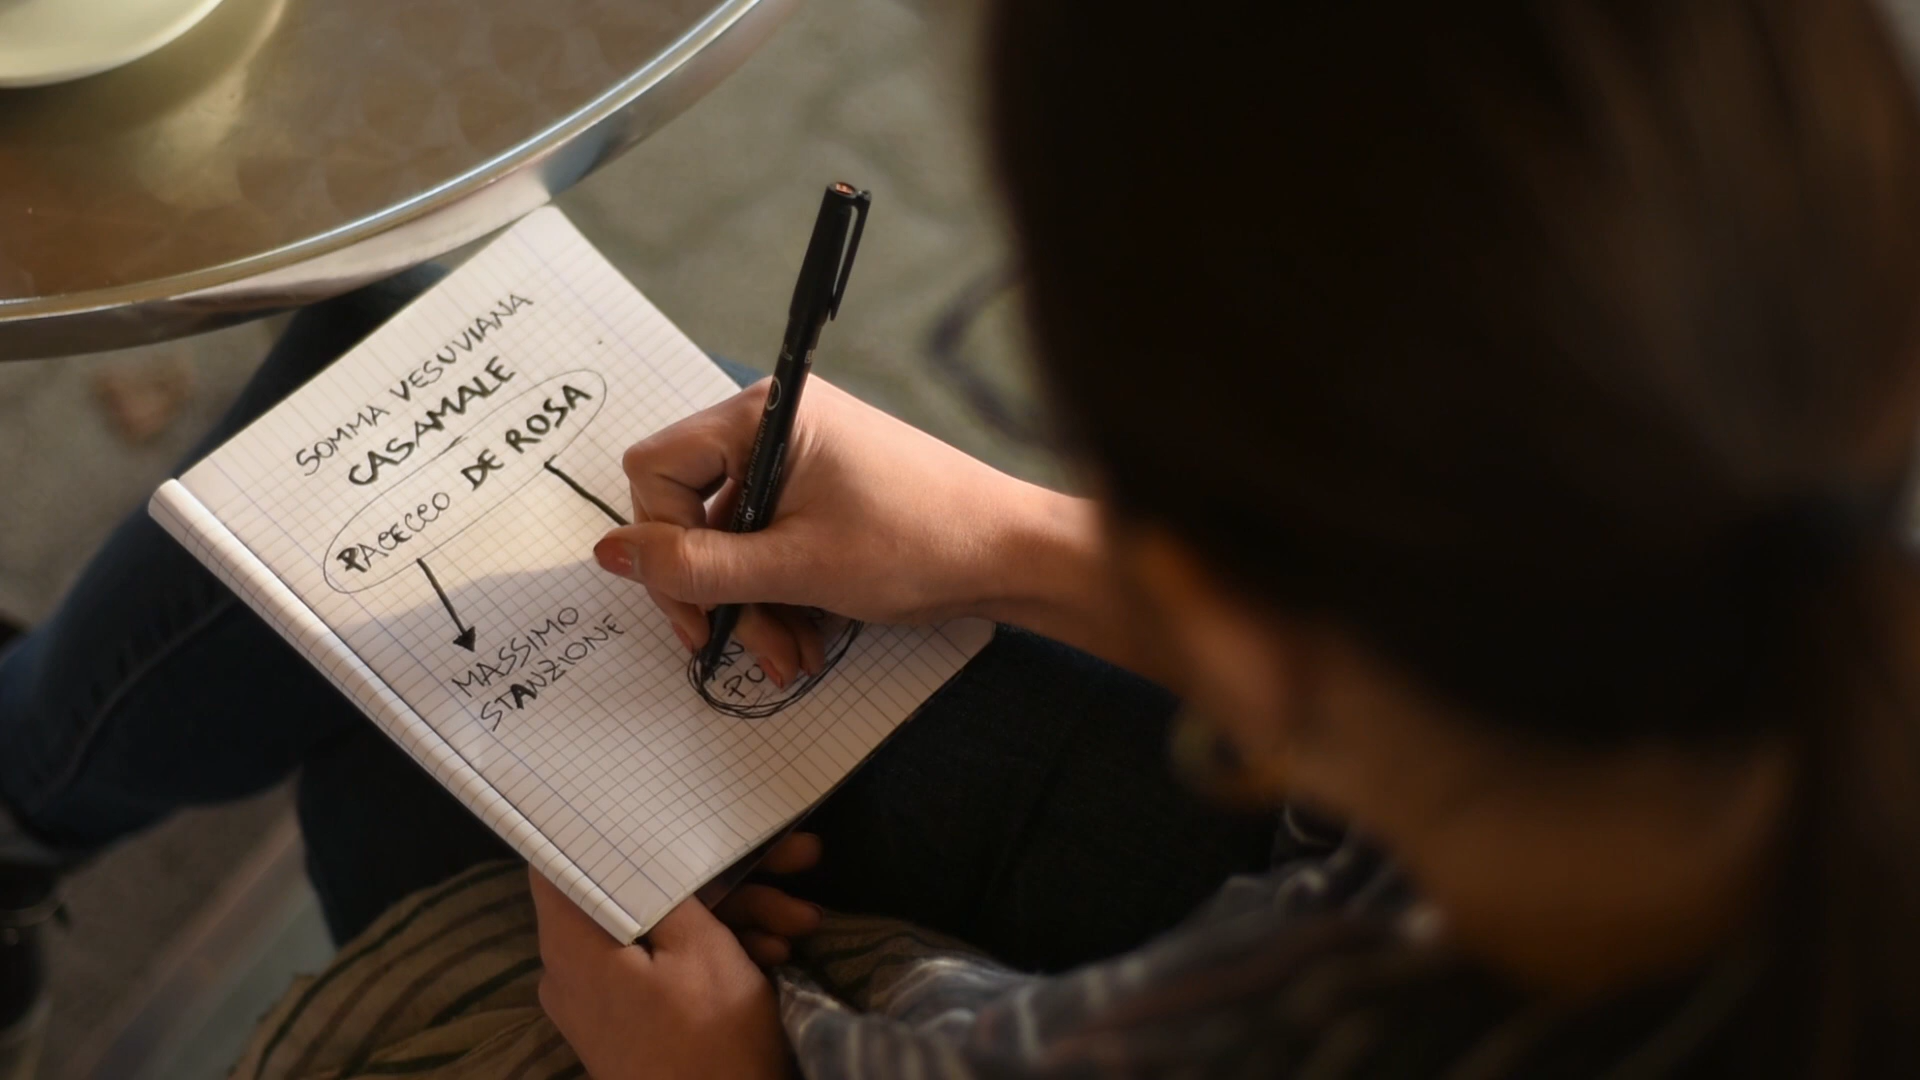 SOMMA VESUVIANA
CASAMALE
PACECCO DE ROSA
MASSIMO
STANZIONE